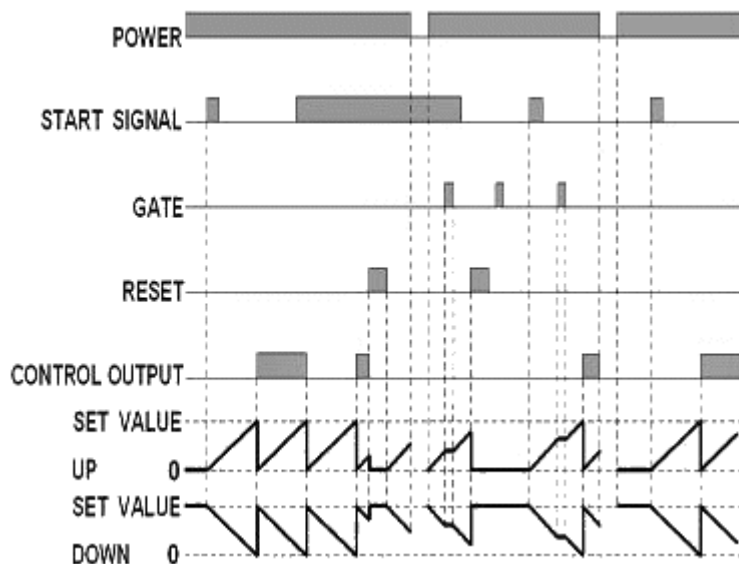 POWER
START SIGNAL
GATE
RESET
CONTROL OUTPUT
SET VALUE
UP 0
SET VALUE
DOWN 0